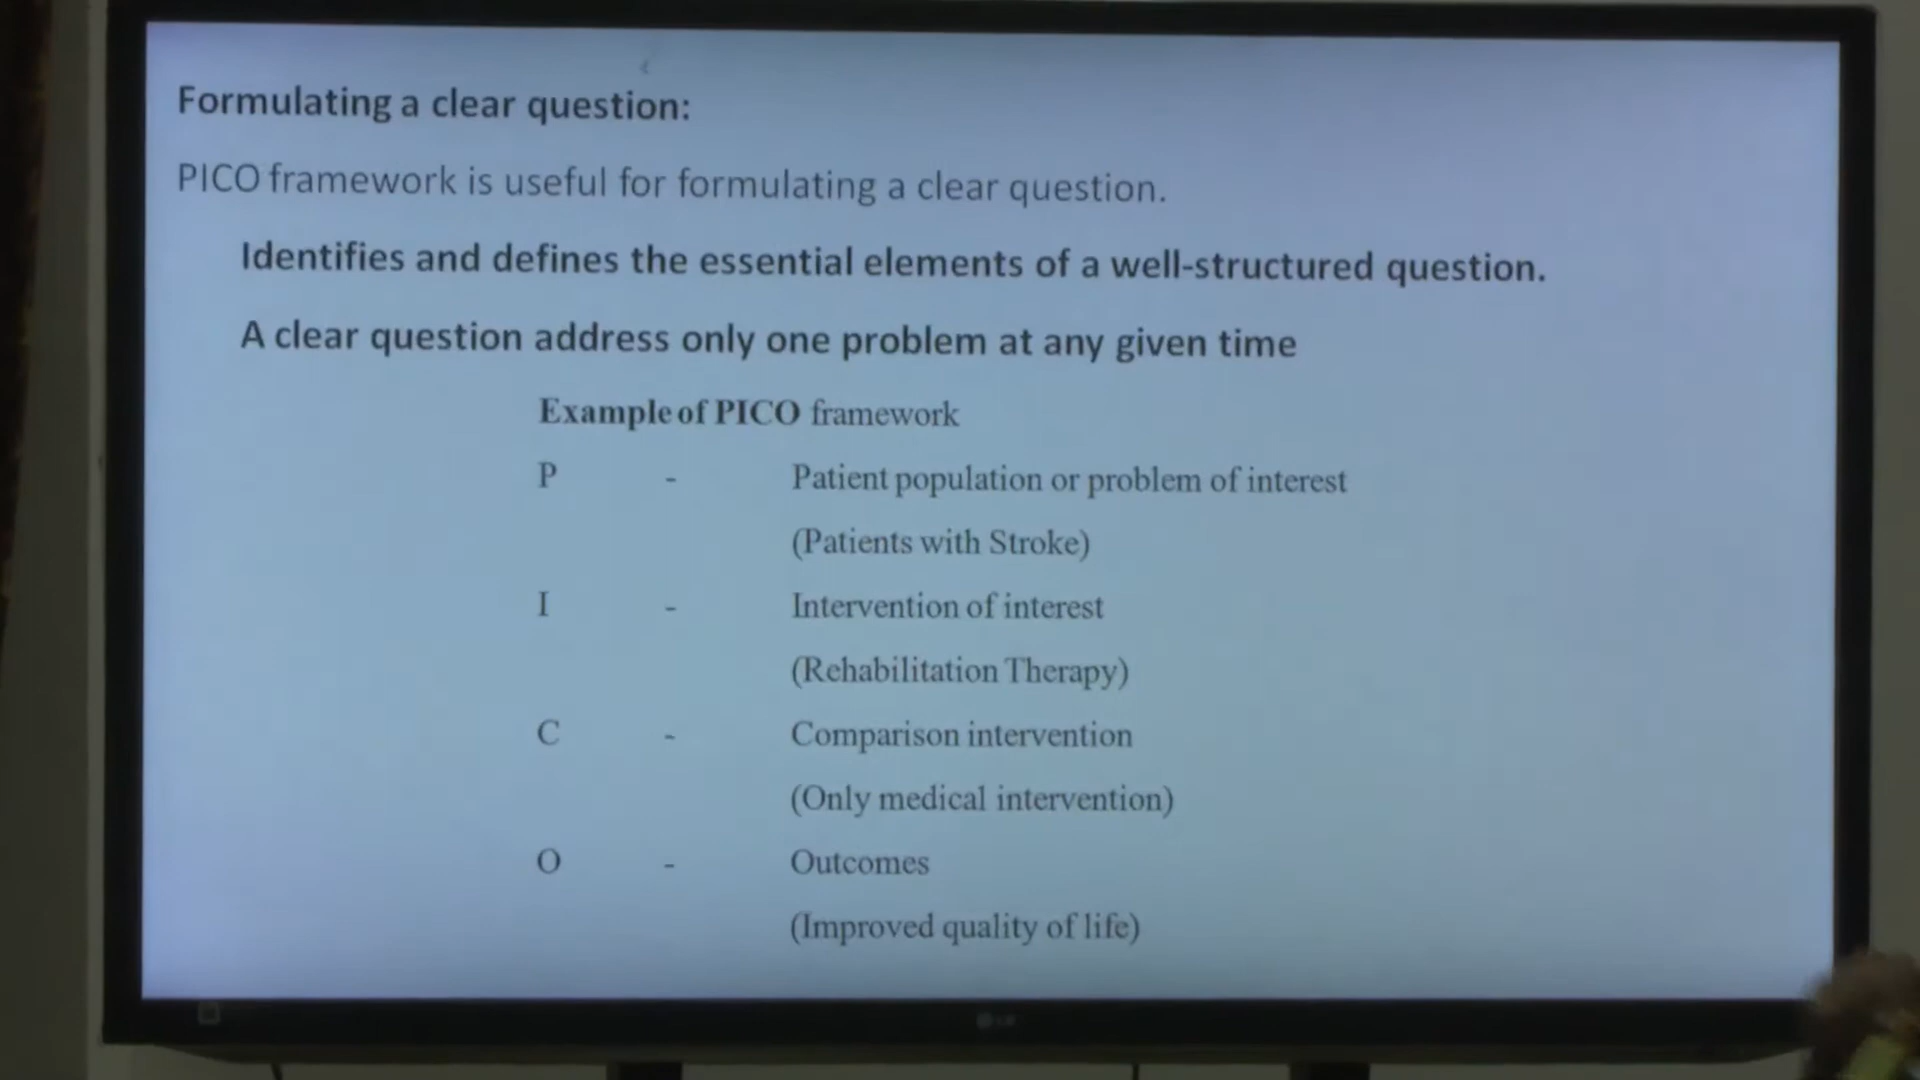 Formulating a clear question:
PICO framework is useful for formulating a clear question.
Identifies and defines the essential elements of a well-structured question.
A clear question address only one problem at any given time
Example of PICO framework
P - Patient population or problem of interest
(Patients with Stroke)
I - Intervention of interest
(Rehabilitation Therapy)
C - Comparison intervention
(Only medical intervention)
O - Outcomes
(Improved quality of life)